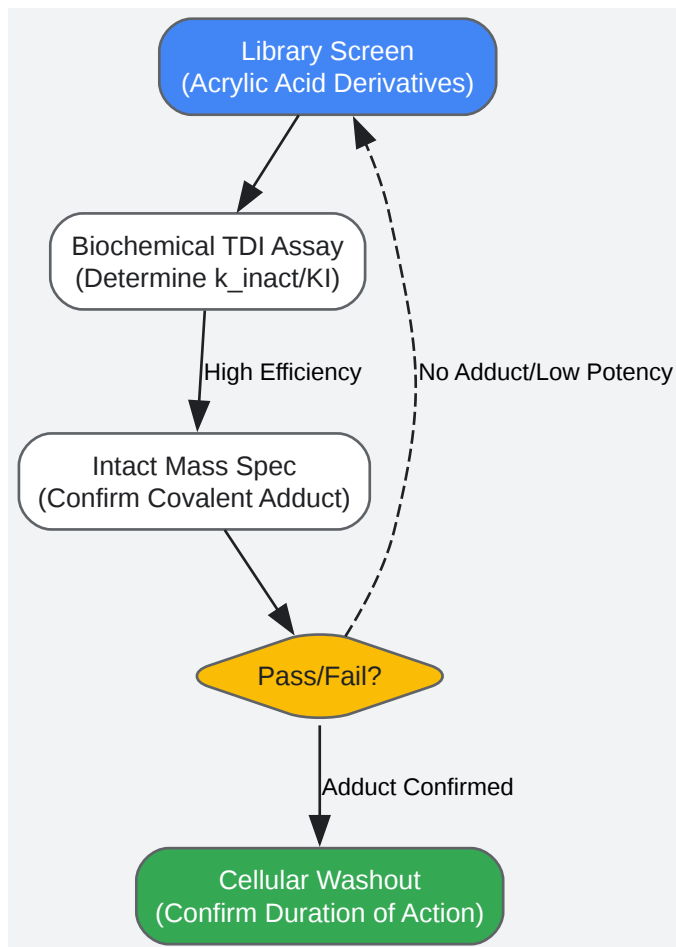 Library Screen
(Acrylic Acid Derivatives)
Biochemical TDI Assay
(Determine k_inact/KI)
High Efficiency
No Adduct/Low Potency
Intact Mass Spec
(Confirm Covalent Adduct)
Pass/Fail?
Adduct Confirmed
Cellular Washout
(Confirm Duration of Action)